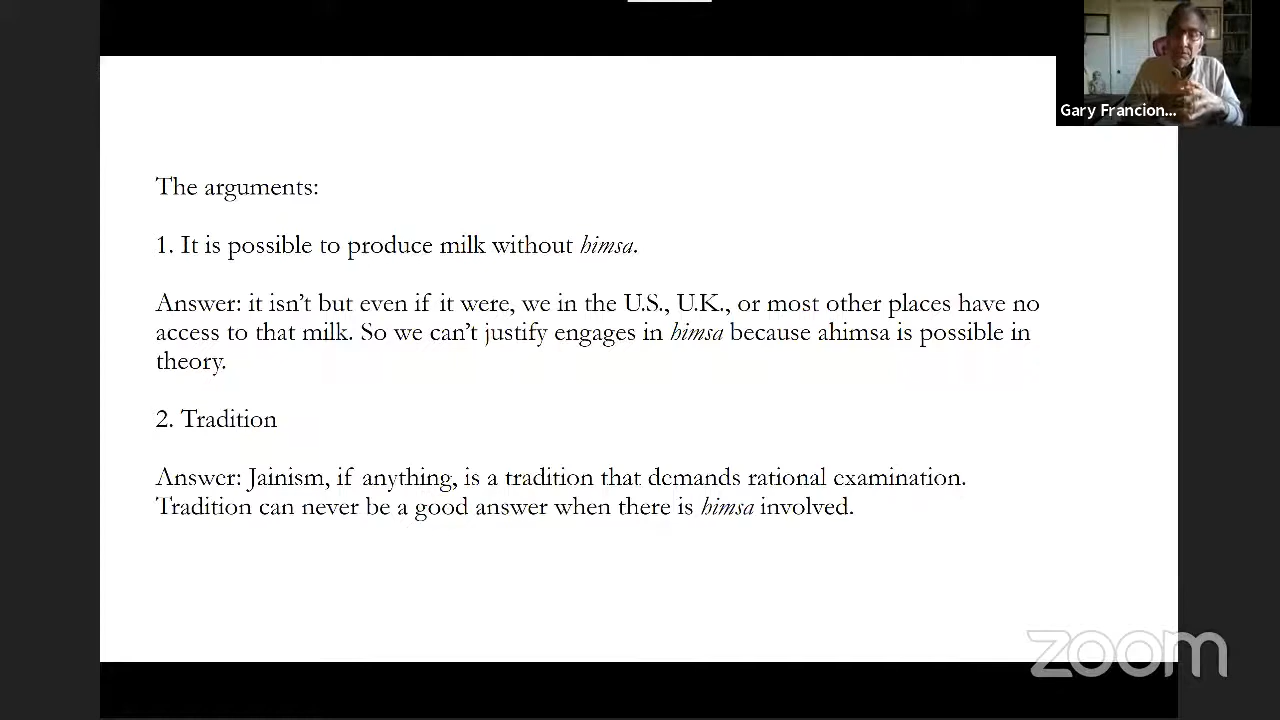 Gary Francion...
The arguments:
1. It is possible to produce milk without himsa.
Answer: it isn't but even if it were, we in the U.S., U.K., or most other places have no
access to that milk. So we can't justify engages in himsa because ahimsa is possible in
theory.
2. Tradition
Answer: Jainism, if anything, is a tradition that demands rational examination.
Tradition can never be a good answer when there is himsa involved.
zoom